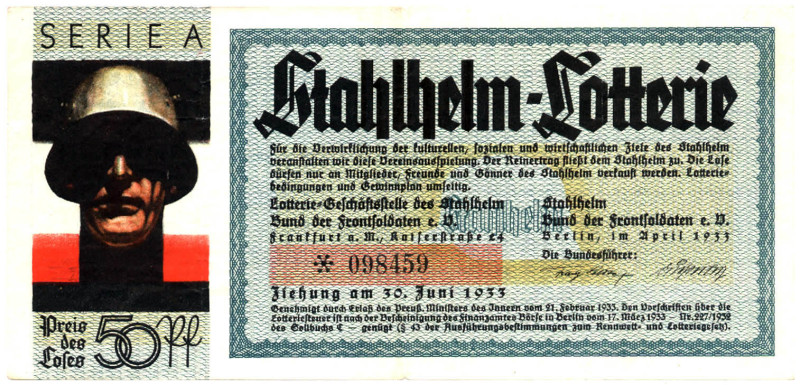 SERIE A
Preis
des
Loses
50 Pf
Stahlhelm-Lotterie
Für die Verwirklichung der kulturellen, sozialen und wirtschaftlichen Ziele des Stahlhelm
veranstalten wir diese Vereinsausspielung. Der Reinertrag fließt dem Stahlhelm zu. Die Lose
dürfen nur an Mitglieder, Freunde und Gönner des Stahlhelm verkauft werden. Lotterie-
bedingungen und Gewinnplan umseitig.
Lotterie-Geschäftsstelle des Stahlhelm
Bund der Frontsoldaten e. V.
Frankfurt a. M., Kaiserstraße 14
Stahlhelm
Bund der Frontsoldaten e. V.
Berlin, im April 1933
Stahlhelm
Die Bundesführer:
* 098459
Ziehung am 30. Juni 1933
Genehmigt durch Erlaß des Preuß. Ministers des Innern vom 21. Februar 1933. Den Vorschriften über die
Lotteriesteuer ist nach der Bescheinigung des Finanzamtes Börse in Berlin vom 17. März 1933 - Nr. 227/1932
des Sollbuchs C - genügt (§ 43 der Ausführungsbestimmungen zum Rennwett- und Lotteriegesetz).